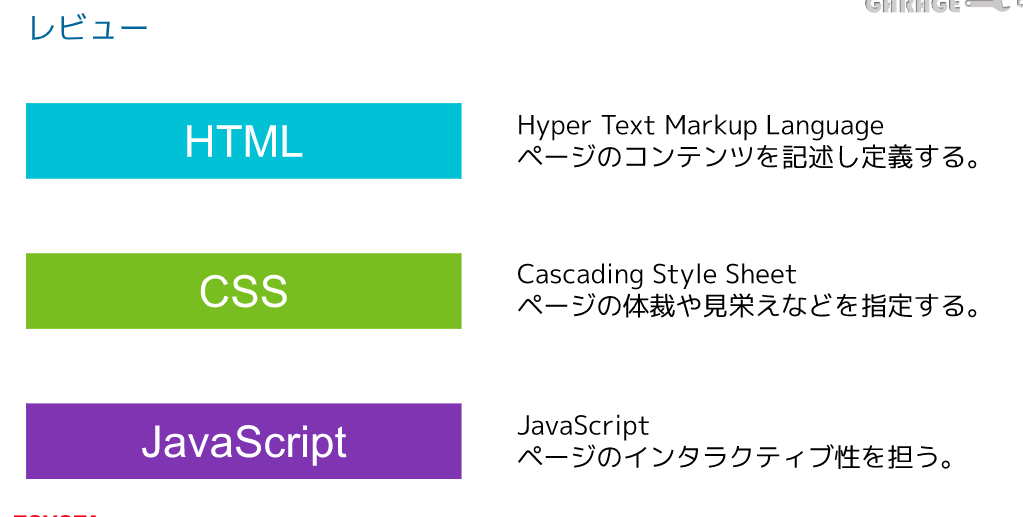 GARAGE
レビュー
HTML
Hyper Text Markup Language
ページのコンテンツを記述し定義する。
CSS
Cascading Style Sheet
ページの体裁や見栄えなどを指定する。
JavaScript
JavaScript
ページのインタラクティブ性を担う。
TOYOTA